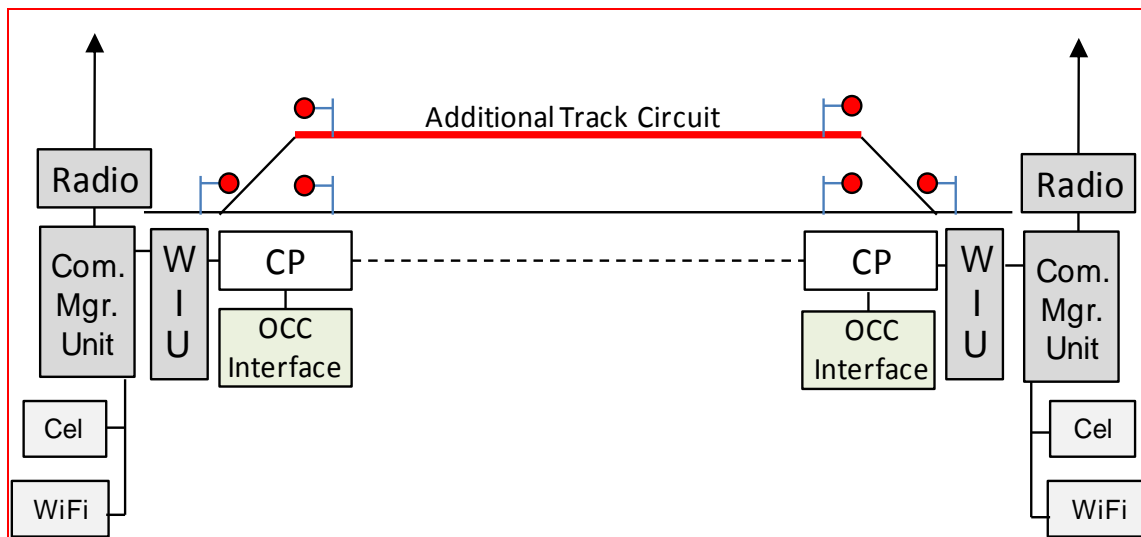 Additional Track Circuit
Radio
Radio
Com.
Mgr.
Unit
W
I
U
CP
OCC
Interface
CP
OCC
Interface
W
I
U
Com.
Mgr.
Unit
Cel
Cel
WiFi
WiFi